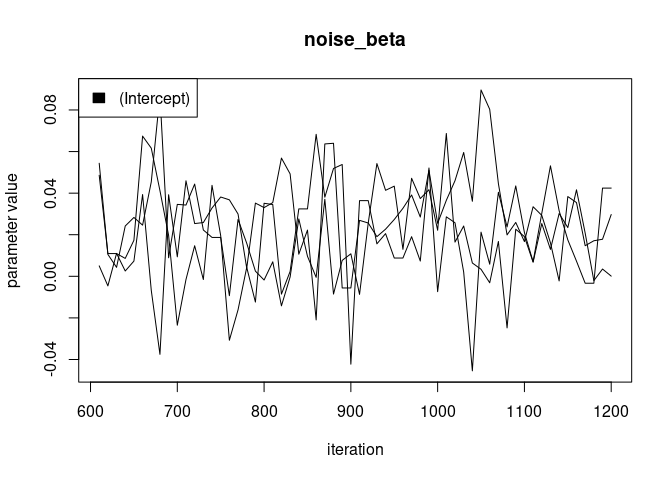 noise_beta
(Intercept)
parameter value
0.08
0.04
0.00
-0.04
600 700 800 900 1000 1100 1200
iteration